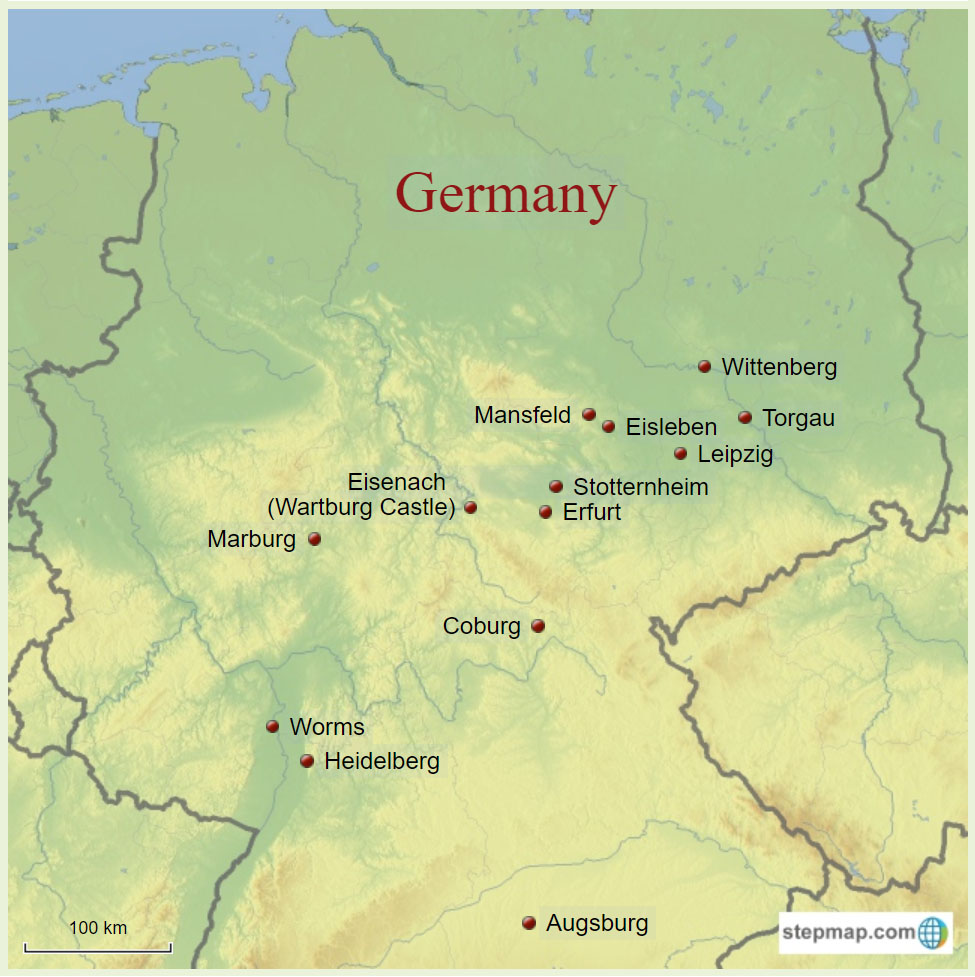 Germany
Wittenberg
Mansfeld
Eisleben
Torgau
Leipzig
Eisenach
(Wartburg Castle)
Stotternheim
Erfurt
Marburg
Coburg
Worms
Heidelberg
Augsburg
100 km
stepmap.com